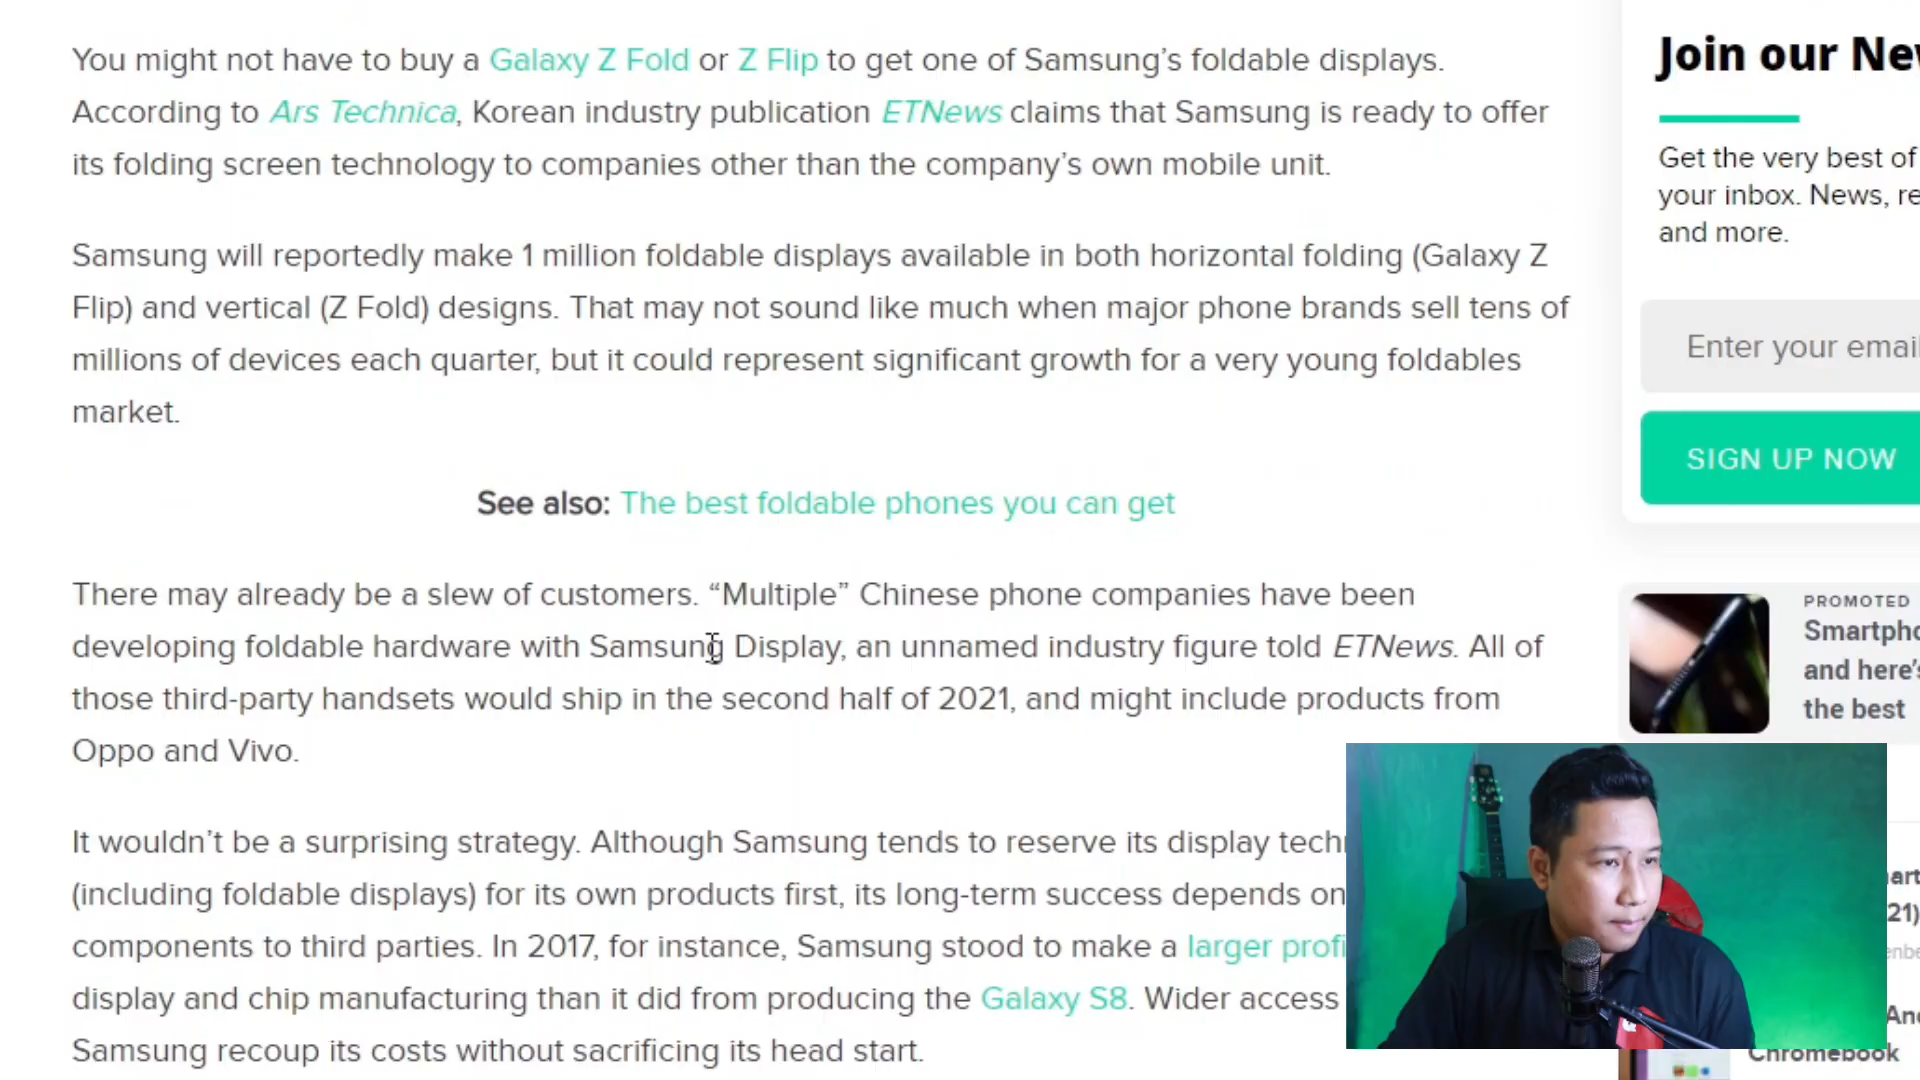 You might not have to buy a Galaxy Z Fold or Z Flip to get one of Samsung’s foldable displays.
According to Ars Technica, Korean industry publication ETNews claims that Samsung is ready to offer
its folding screen technology to companies other than the company’s own mobile unit.
Samsung will reportedly make 1 million foldable displays available in both horizontal folding (Galaxy Z
Flip) and vertical (Z Fold) designs. That may not sound like much when major phone brands sell tens of
millions of devices each quarter, but it could represent significant growth for a very young foldables
market.
See also: The best foldable phones you can get
There may already be a slew of customers. “Multiple” Chinese phone companies have been
developing foldable hardware with Samsung Display, an unnamed industry figure told ETNews. All of
those third-party handsets would ship in the second half of 2021, and might include products from
Oppo and Vivo.
It wouldn’t be a surprising strategy. Although Samsung tends to reserve its display
(including foldable displays) for its own products first, its long-term success depends on
components to third parties. In 2017, for instance, Samsung stood to make a larger
display and chip manufacturing than it did from producing the Galaxy S8. Wider access
Samsung recoup its costs without sacrificing its head start.
Join our
Get the very best of
your inbox. News,
and more.
Enter your
SIGN UP NOW
PROMOTED
and here’s
the best
21)
Chromebook